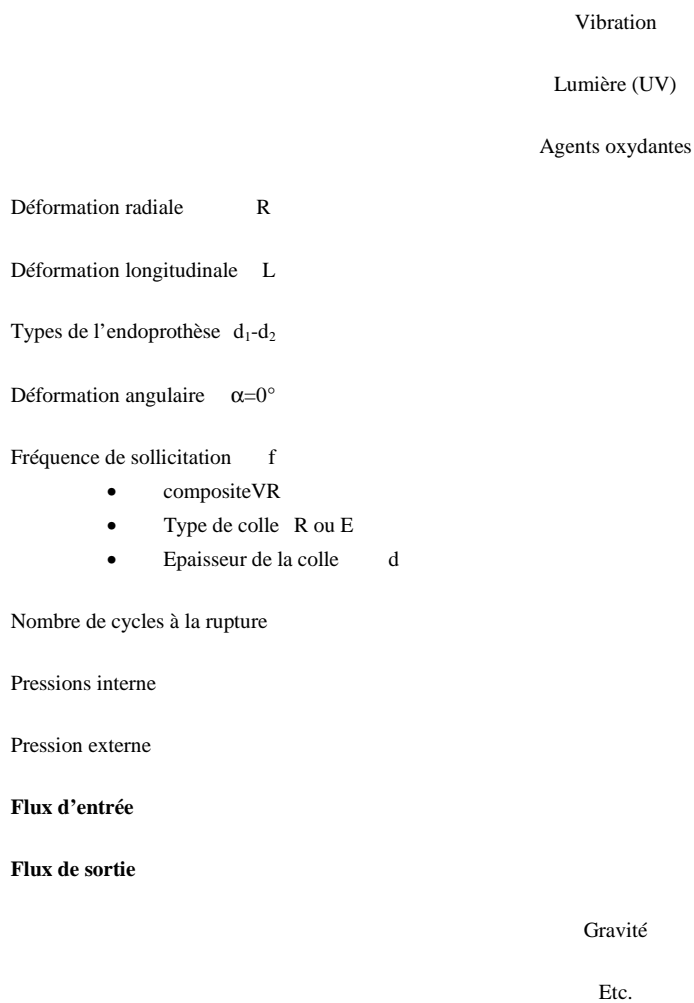 Vibration
Lumière (UV)
Agents oxydantes
Déformation radiale R
Déformation longitudinale L
Types de l’endoprothèse d₁-d₂
Déformation angulaire α=0°
Fréquence de sollicitation f
• compositeVR
• Type de colle R ou E
• Epaisseur de la colle d
Nombre de cycles à la rupture
Pressions interne
Pression externe
Flux d’entrée
Flux de sortie
Gravité
Etc.